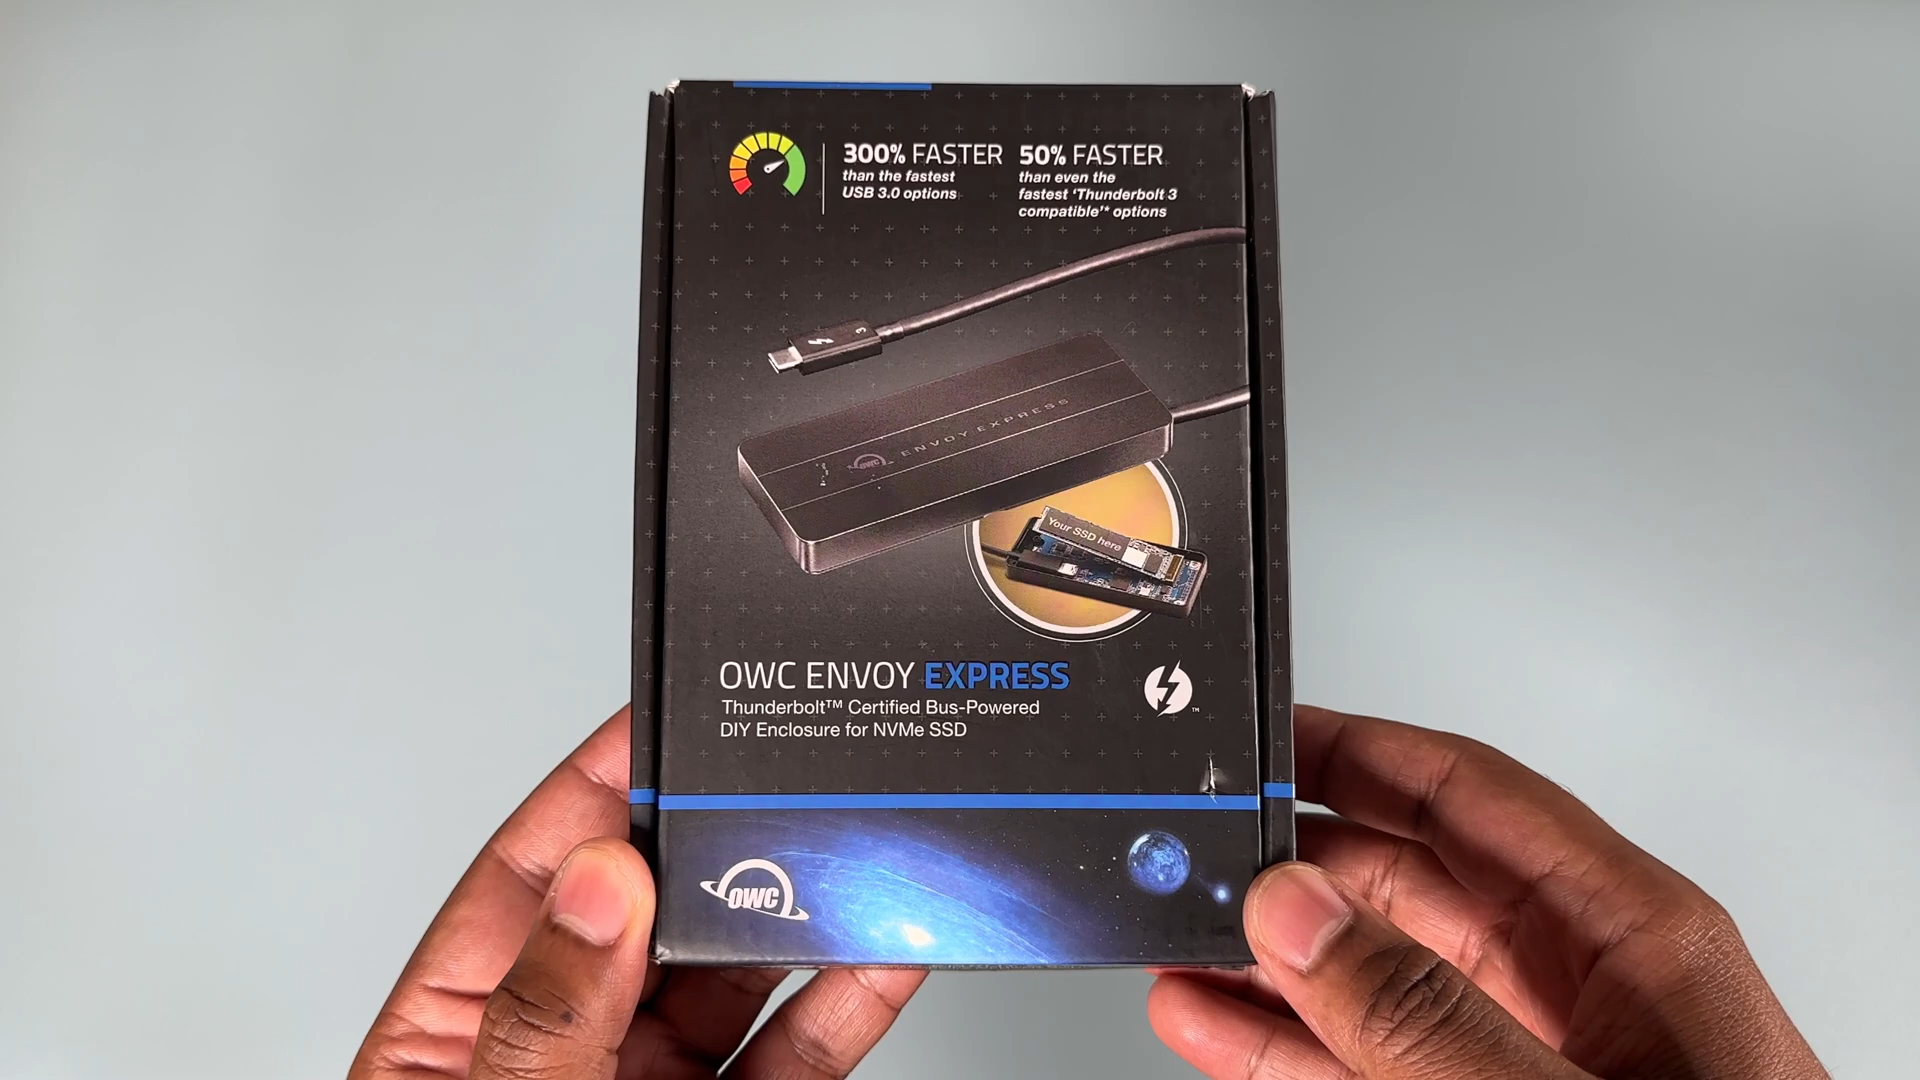 300% FASTER
than the fastest
USB 3.0 options
50% FASTER
than even the
fastest ‘Thunderbolt 3
compatible’* options
3
OWC ENVOY EXPRESS
Your SSD here
OWC ENVOY EXPRESS
Thunderbolt™ Certified Bus-Powered
DIY Enclosure for NVMe SSD
™
OWC